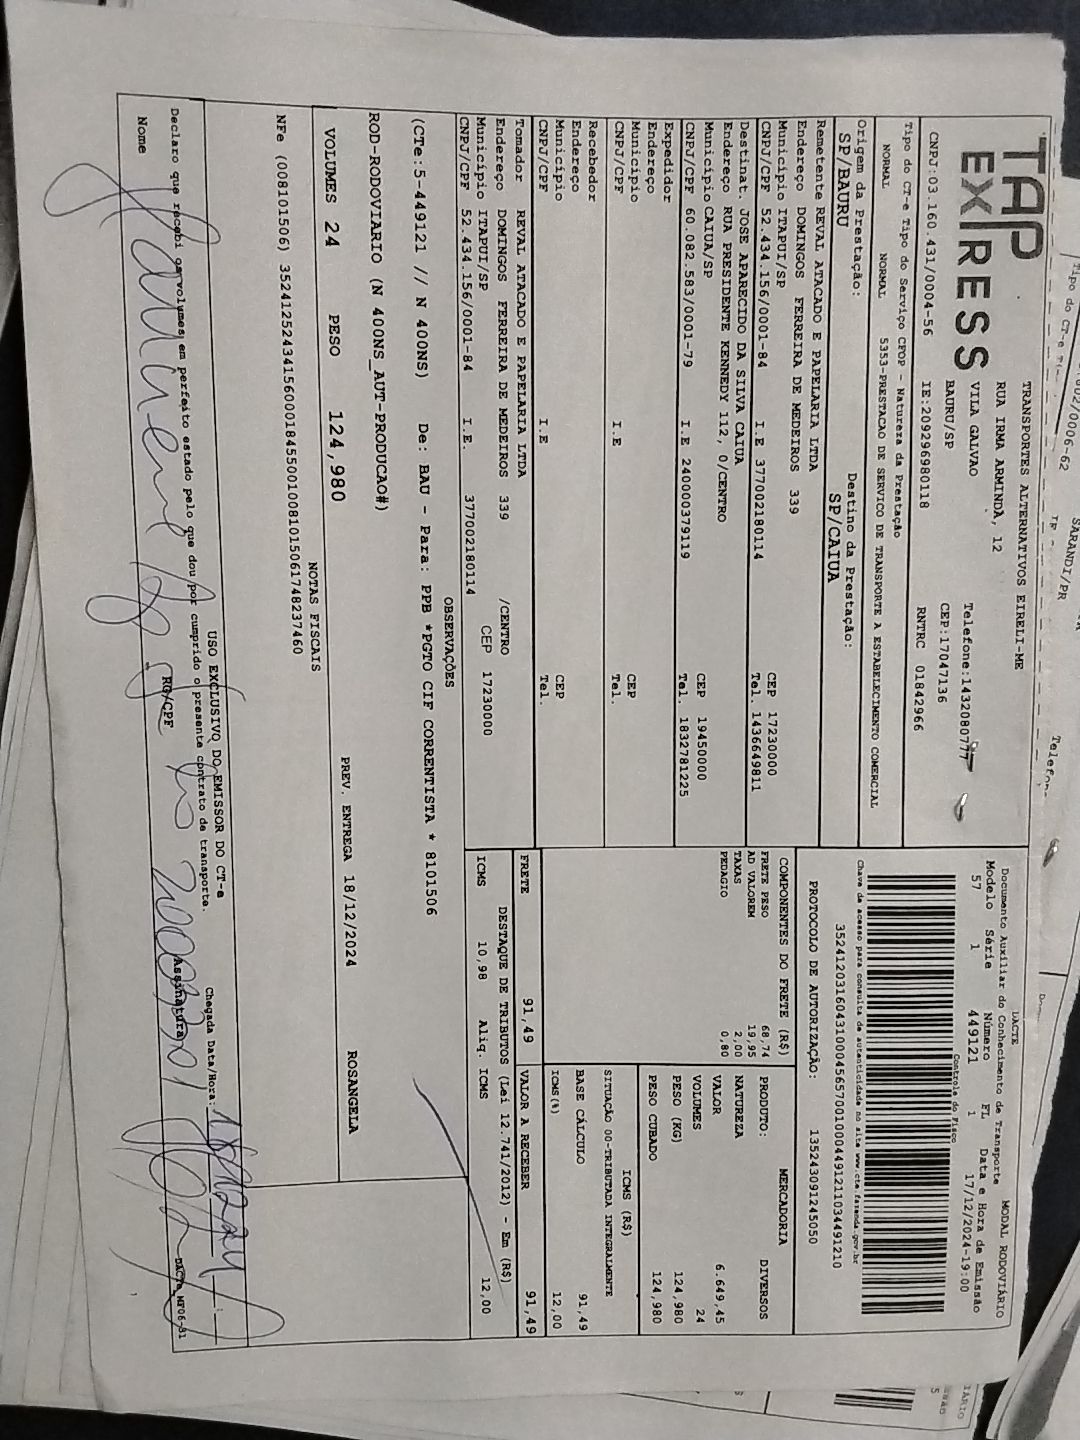 TAP
EXPRESS
TRANSPORTES ALTERNATIVOS EIRELI-ME
RUA IRMA ARMINDA, 12
VILA GALVAO
BAURU/SP
Telefone:1432080777
CEP:17047136
CNPJ:03.160.431/0004-56 IE:209296980118 RNTRC 01842966
DACTE MODAL RODOVIÁRIO
Documento Auxiliar do Conhecimento de Transporte
Modelo Série Número FL Data e Hora de Emissão
57 1 449121 1 17/12/2024-19:00
Controle do Fisco
Chave de acesso para consulta de autenticidade no site www.cte.fazenda.gov.br
35241203160431000456570010004491211034491210
PROTOCOLO DE AUTORIZAÇÃO: 135243091245050
Tipo do CT-e Tipo do Serviço CFOP - Natureza da Prestação
NORMAL NORMAL 5353-PRESTACAO DE SERVICO DE TRANSPORTE A ESTABELECIMENTO COMERCIAL
Origem da Prestação: Destino da Prestação:
SP/BAURU SP/CAIUA
Remetente REVAL ATACADO E PAPELARIA LTDA
Endereço DOMINGOS FERREIRA DE MEDEIROS 339
Município ITAPUI/SP CEP 17230000
CNPJ/CPF 52.434.156/0001-84 I.E 377002180114 Tel. 1436649811
Destinat. JOSE APARECIDO DA SILVA CAIUA
Endereço RUA PRESIDENTE KENNEDY 112, 0/CENTRO
Município CAIUA/SP CEP 19450000
CNPJ/CPF 60.082.583/0001-79 I.E 240000379119 Tel. 1832781225
Expedidor
Endereço
Município CEP
CNPJ/CPF I.E Tel.
Recebedor
Endereço
Município CEP
CNPJ/CPF I.E Tel.
Tomador REVAL ATACADO E PAPELARIA LTDA
Endereço DOMINGOS FERREIRA DE MEDEIROS 339 /CENTRO
Município ITAPUI/SP CEP 17230000
CNPJ/CPF 52.434.156/0001-84 I.E. 377002180114
COMPONENTES DO FRETE (R$)
FRETE PESO 68,74
AD VALOREM 19,95
TAXAS 2,00
PEDAGIO 0,80
PRODUTO: MERCADORIA
NATUREZA DIVERSOS
VALOR 6.649,45
VOLUMES 24
PESO (KG) 124,980
PESO CUBADO 124,980
ICMS (R$)
SITUAÇÃO 00-TRIBUTADA INTEGRALMENTE
BASE CÁLCULO 91,49
ICMS(%) 12,00
FRETE 91,49 VALOR A RECEBER 91,49
DESTAQUE DE TRIBUTOS (Lei 12.741/2012) - Em (R$)
ICMS 10,98 Aliq. ICMS 12,00
OBSERVAÇÕES
(CTe:5-449121 // N 400NS) De: BAU - Para: PPB *PGTO CIF CORRENTISTA * 8101506
ROD-RODOVIARIO (N 400NS_AUT-PRODUCAO#)
VOLUMES 24 PESO 124,980 PREV. ENTREGA 18/12/2024 ROSANGELA
NOTAS FISCAIS
NFe (008101506) 35241252434156000184550010081015061748237460
USO EXCLUSIVO DO EMISSOR DO CT-e
Declaro que recebi os volumes em perfeito estado pelo que dou por cumprido o presente contrato de transporte.
Chegada Data/Hora:
Nome RG/CPF Assinatura
DACTe_MF06-31
002/0006-62
SARANDI/PR